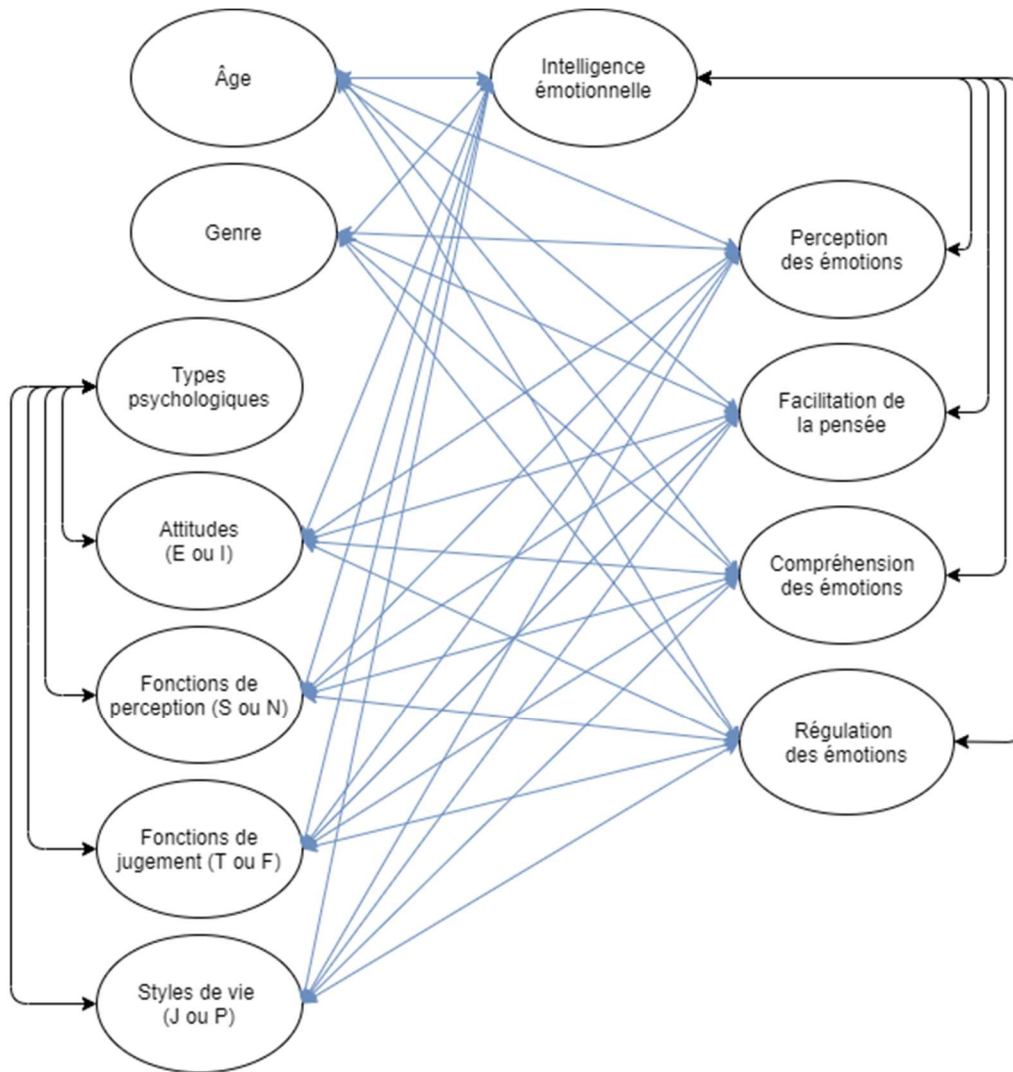 Âge
Intelligence
émotionnelle
Genre
Perception
des émotions
Types
psychologiques
Facilitation de
la pensée
Attitudes
(E ou I)
Compréhension
des émotions
Fonctions de
perception (S ou N)
Régulation
des émotions
Fonctions de
jugement (T ou F)
Styles de vie
(J ou P)